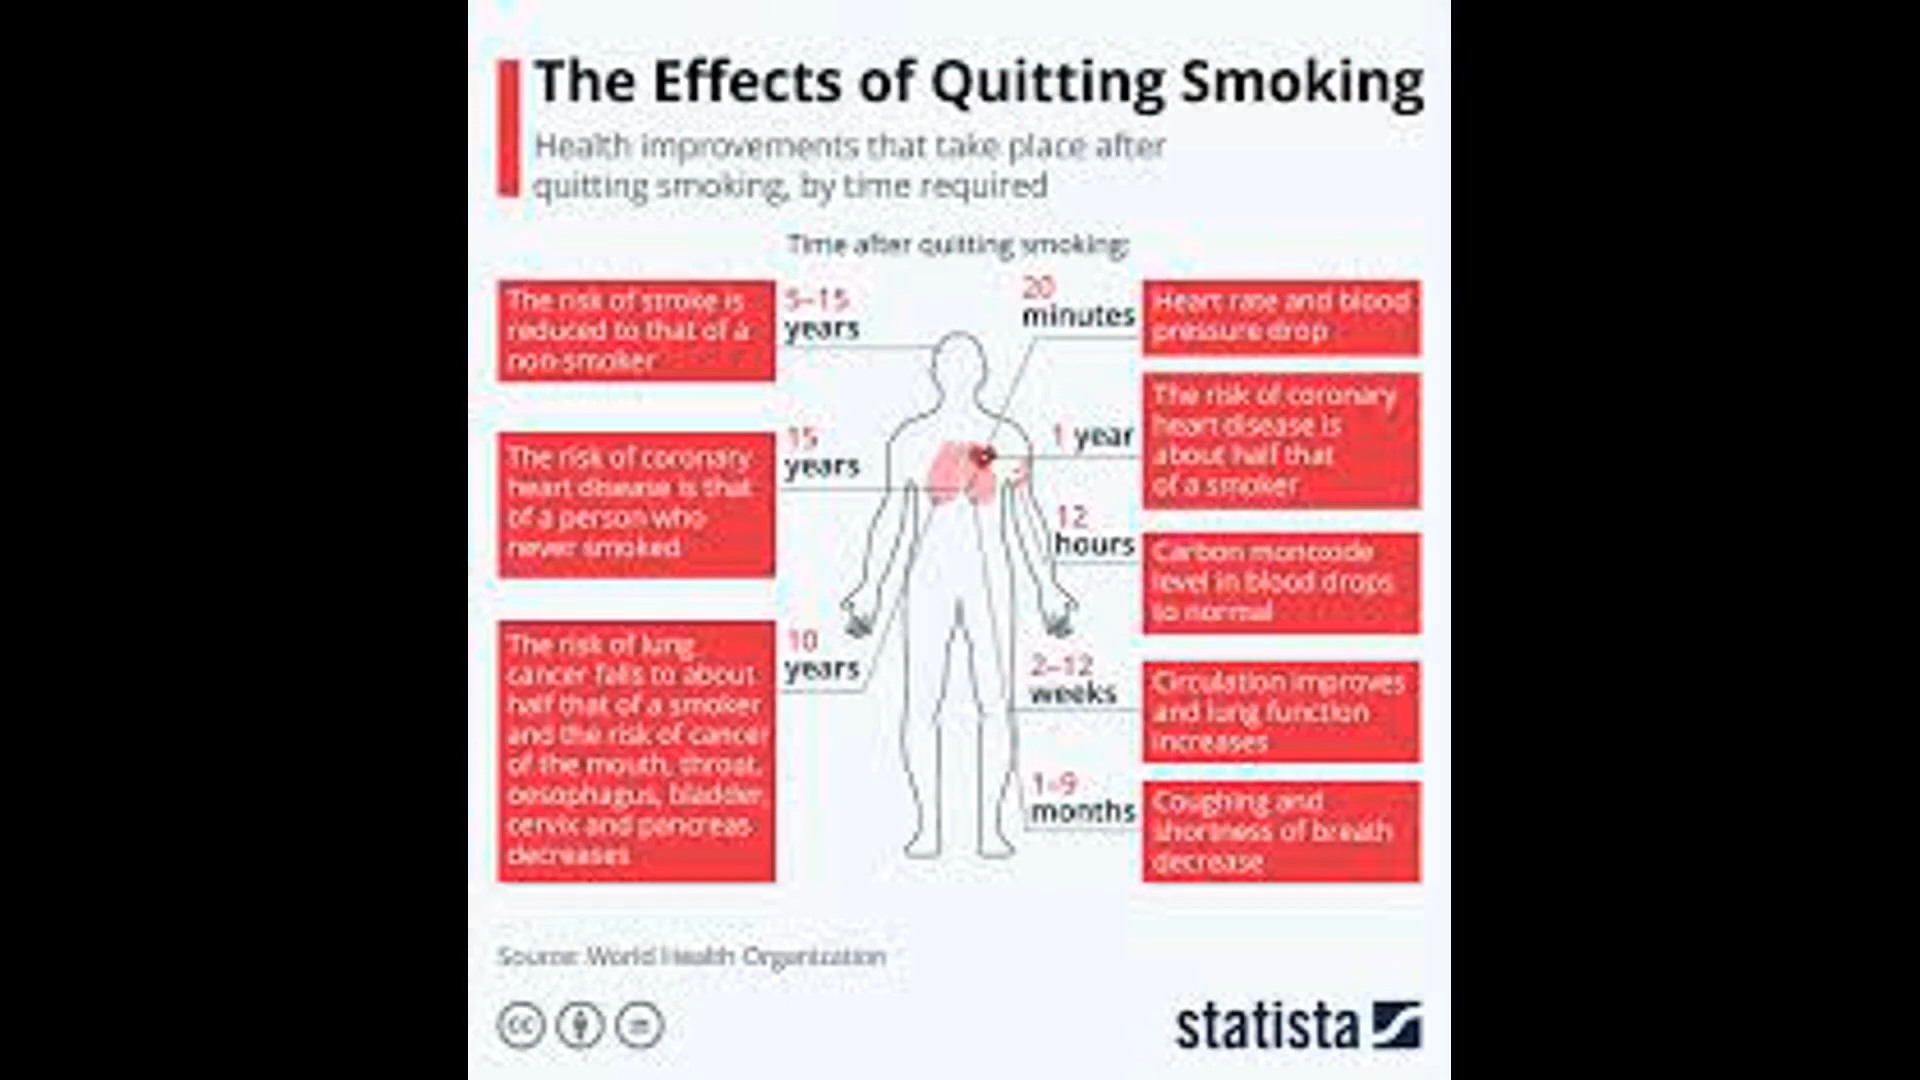 The Effects of Quitting Smoking
Health improvements that take place after
quitting smoking, by time required
Time after quitting smoking:
The risk of stroke is
reduced to that of a
non-smoker
5–15
years
The risk of coronary
heart disease is that
of a person who
never smoked
15
years
The risk of lung
cancer falls to about
half that of a smoker
and the risk of cancer
of the mouth, throat,
oesophagus, bladder
cervix and pancreas
decreases
10
years
20
minutes
Heart rate and blood
pressure drop
1 year
The risk of coronary
heart disease is
about half that
of a smoker
12
hours
Carbon monoxide
level in blood drops
to normal
2–12
weeks
Circulation improves
and lung function
increases
1–9
months
Coughing and
shortness of breath
decrease
Source: World Health Organization
cc
statista